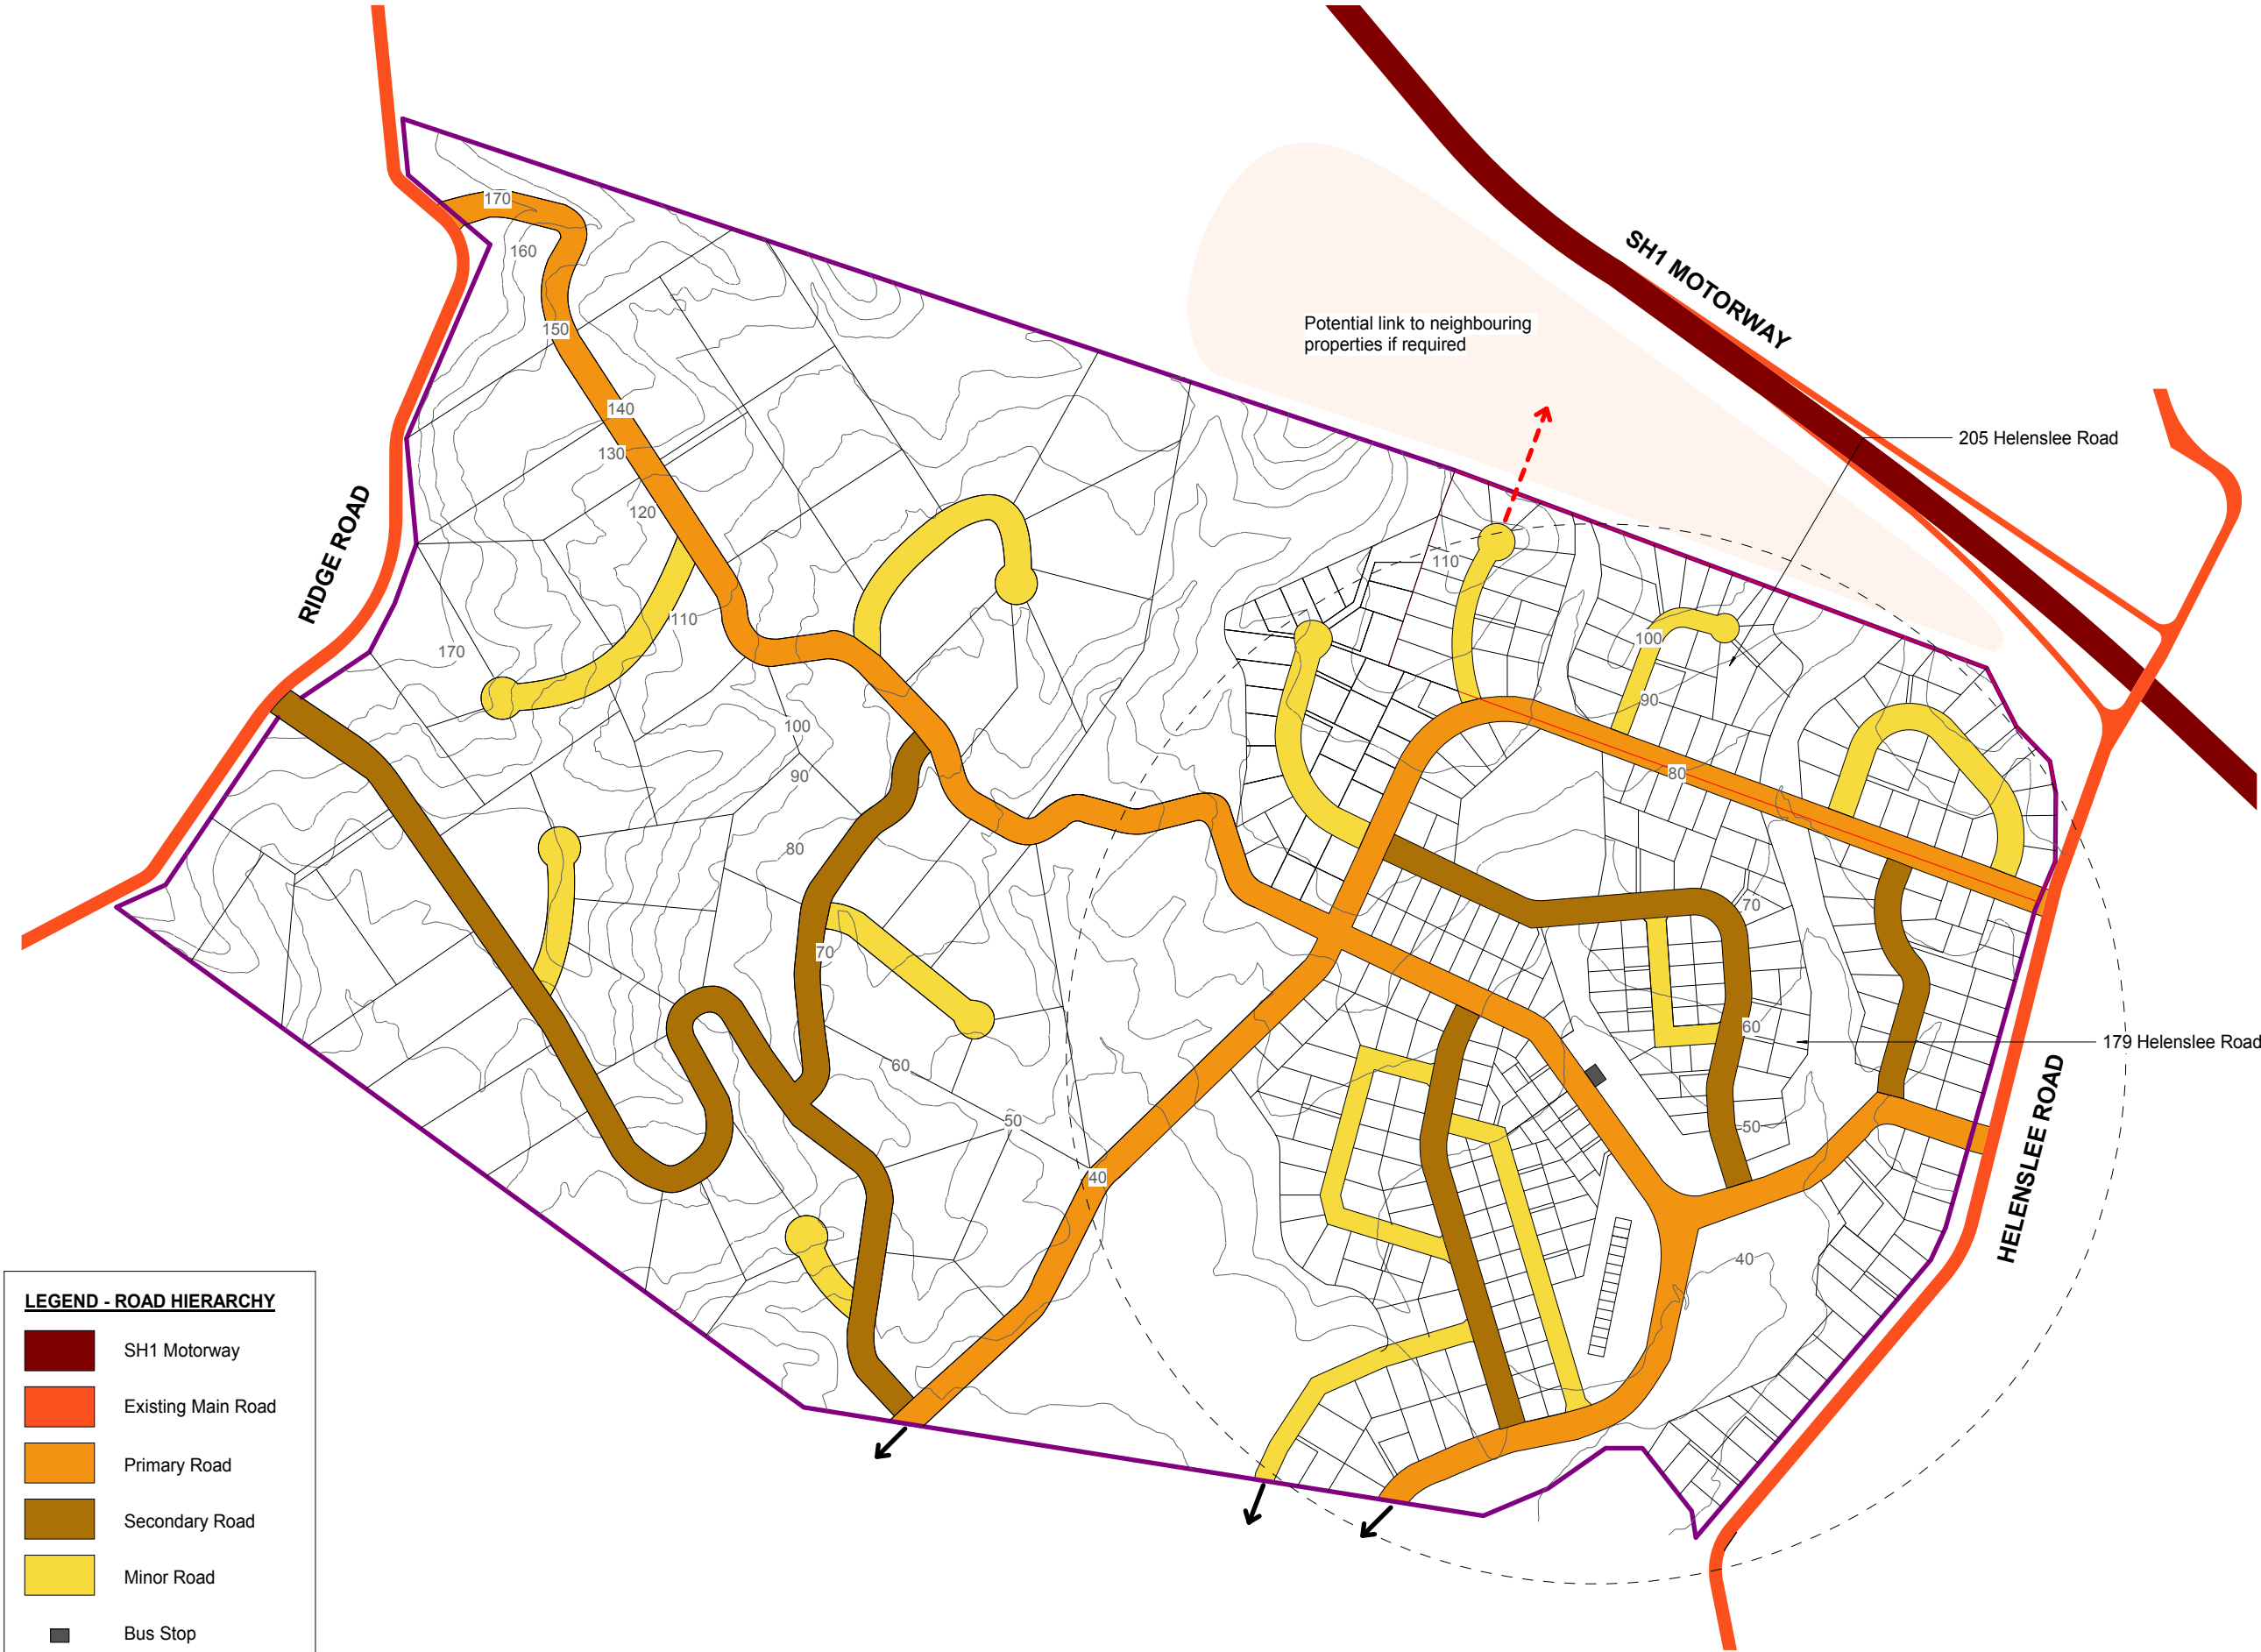 SH1 MOTORWAY
Potential link to neighbouring
properties if required
205 Helenslee Road
RIDGE ROAD
179 Helenslee Road
HELENSLEE ROAD
170
160
150
140
130
120
110
170
100
90
80
70
60
50
40
110
100
90
80
70
60
50
40
LEGEND - ROAD HIERARCHY
SH1 Motorway
Existing Main Road
Primary Road
Secondary Road
Minor Road
Bus Stop